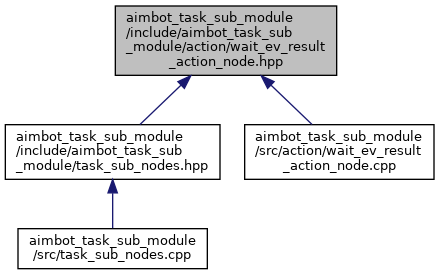 aimbot_task_sub_module
/include/aimbot_task_sub
_module/action/wait_ev_result
_action_node.hpp
aimbot_task_sub_module
/include/aimbot_task_sub
_module/task_sub_nodes.hpp
aimbot_task_sub_module
/src/action/wait_ev_result
_action_node.cpp
aimbot_task_sub_module
/src/task_sub_nodes.cpp